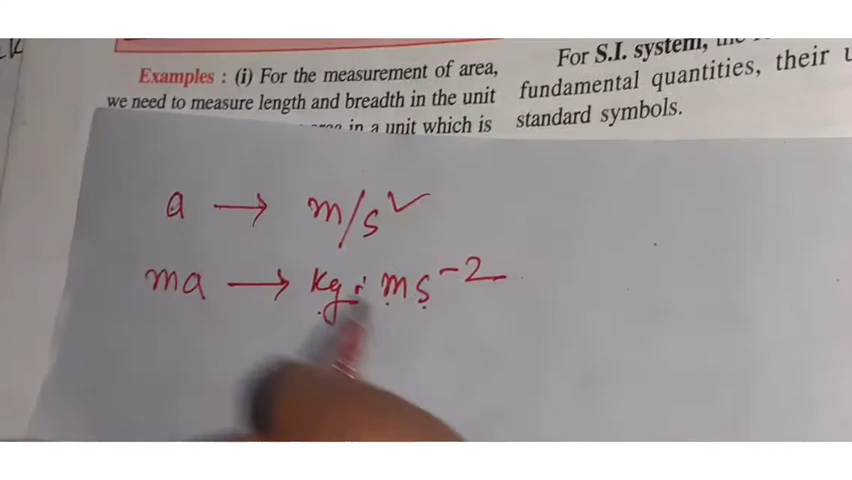 Examples : (i) For the measurement of area,
we need to measure length and breadth in the unit
in a unit which is
For S.I. system,
fundamental quantities, their
standard symbols.
a → m/s²
ma → kg · ms⁻²